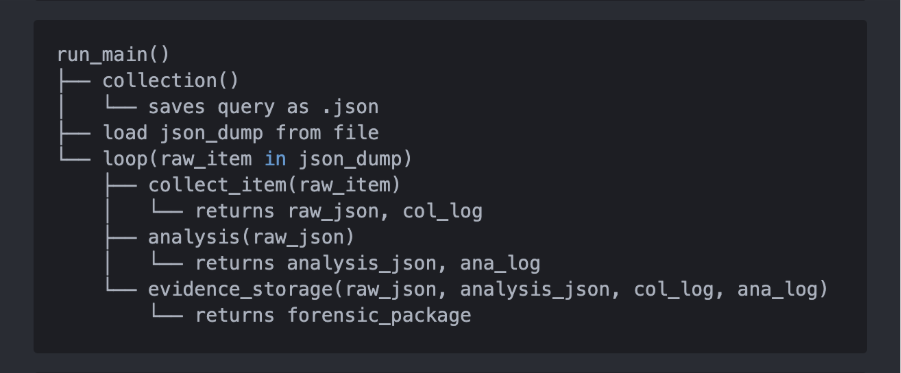 run_main()
├── collection()
│   └── saves query as .json
├── load json_dump from file
└── loop(raw_item in json_dump)
    ├── collect_item(raw_item)
    │   └── returns raw_json, col_log
    ├── analysis(raw_json)
    │   └── returns analysis_json, ana_log
    └── evidence_storage(raw_json, analysis_json, col_log, ana_log)
        └── returns forensic_package